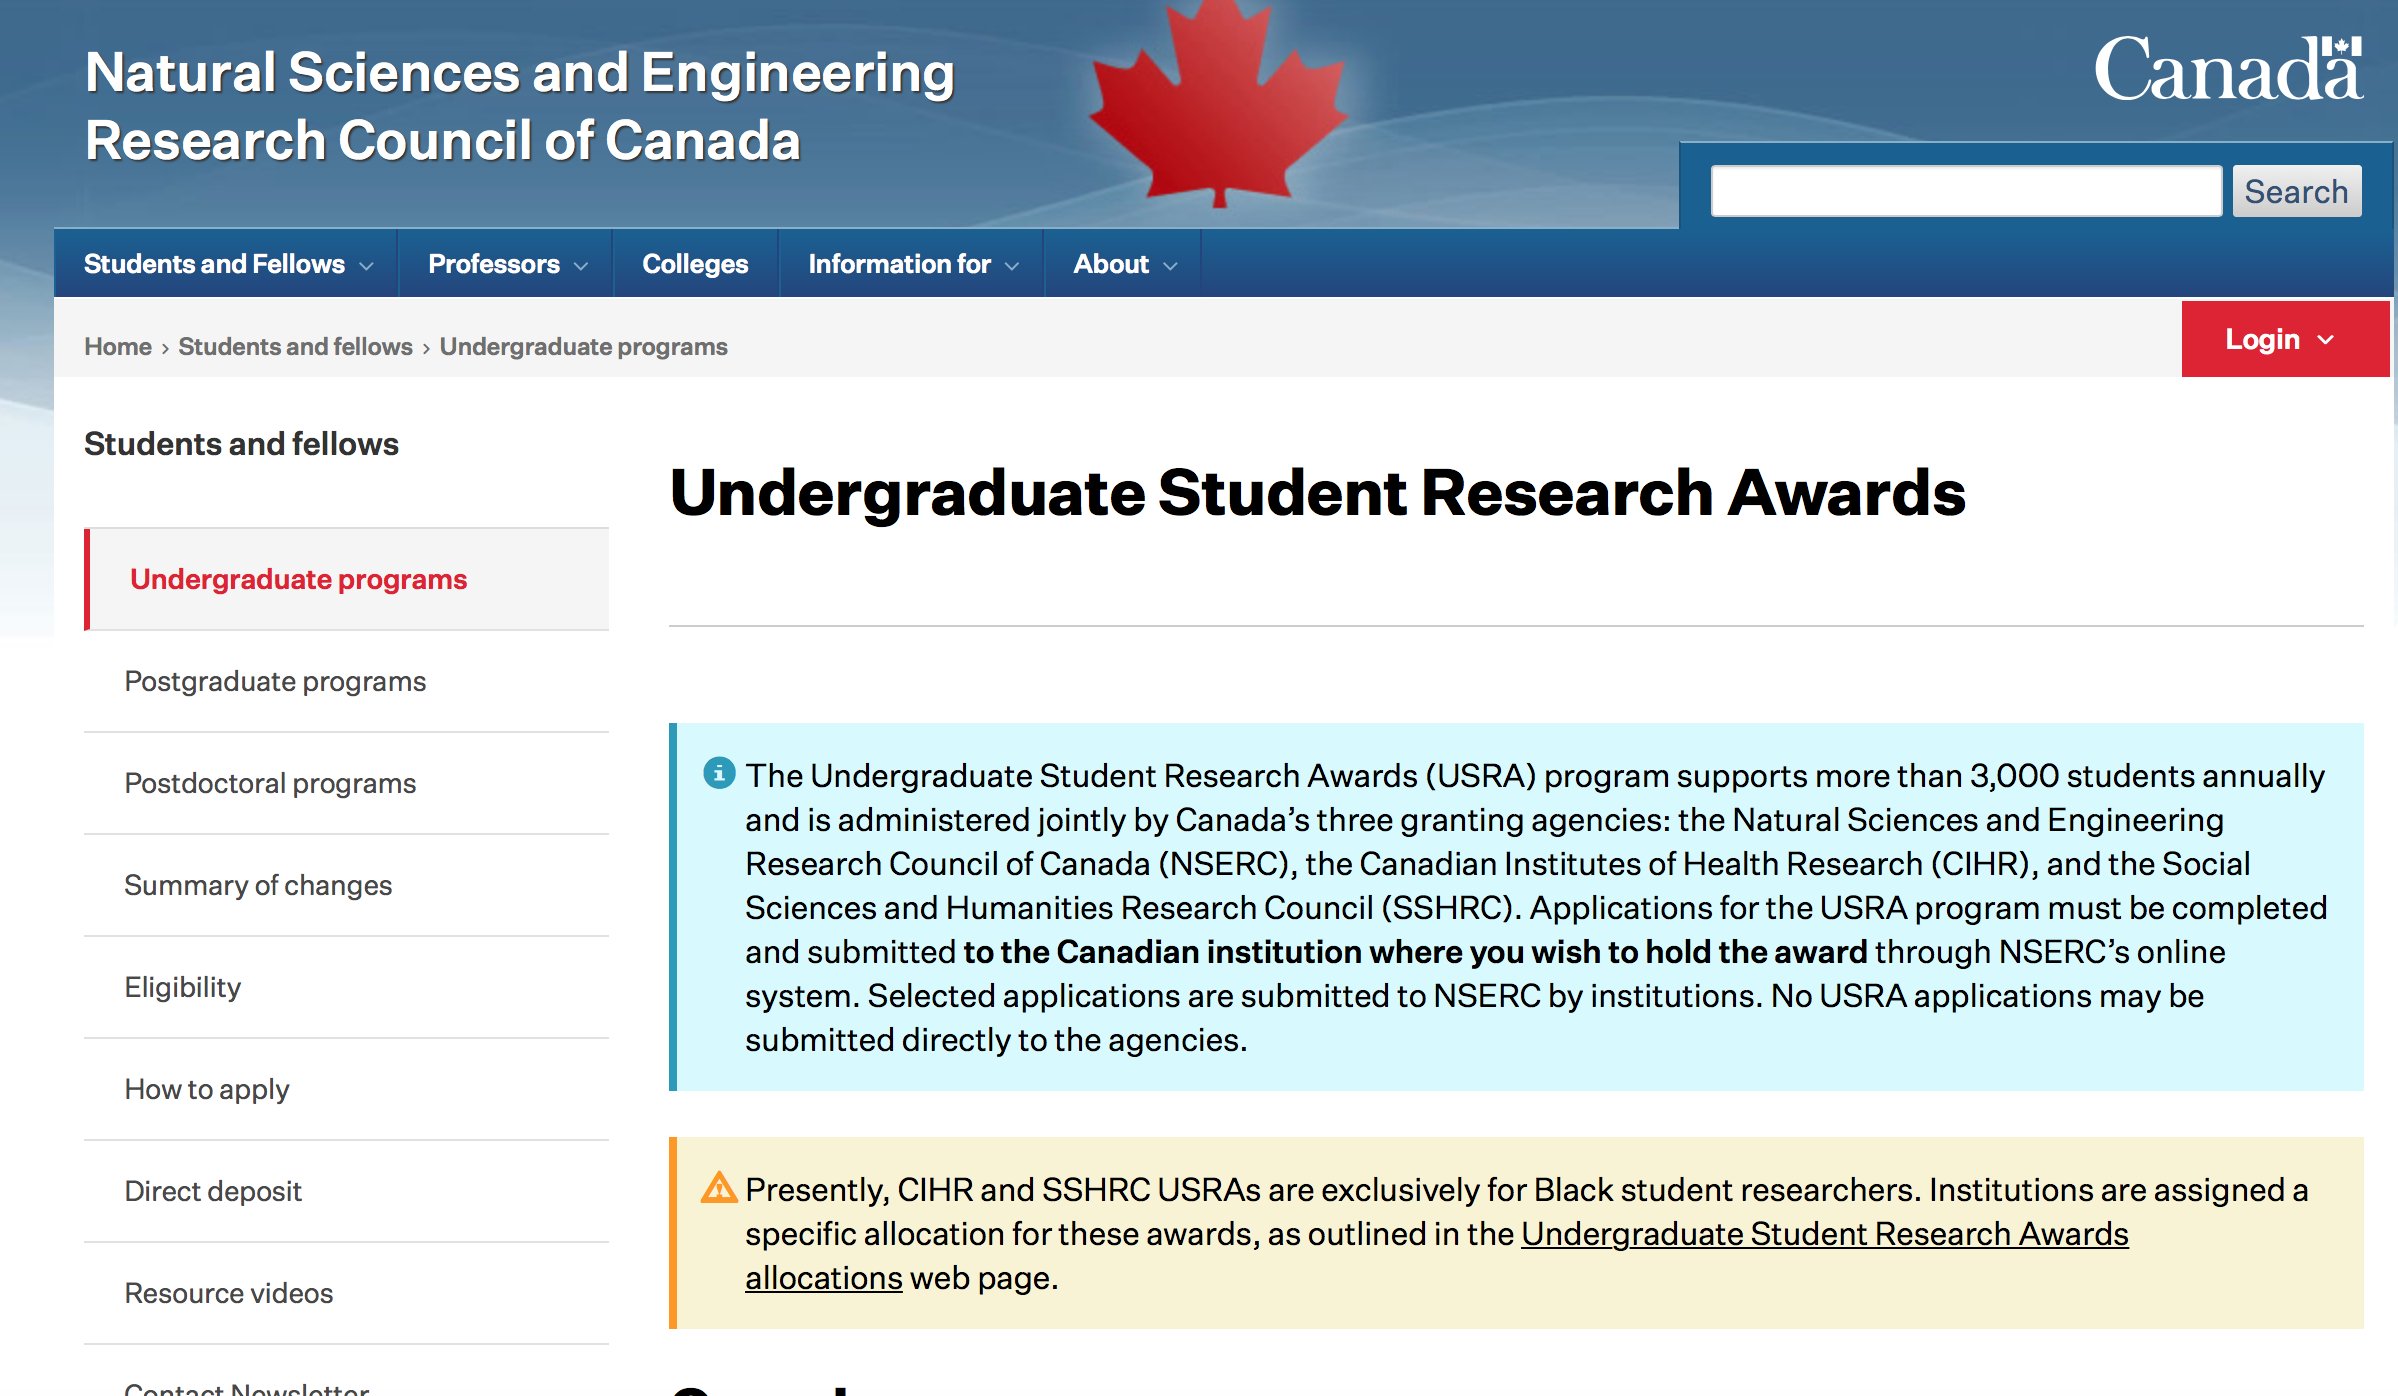 Natural Sciences and Engineering
Research Council of Canada
Canada
Search
Students and Fellows
Professors
Colleges
Information for
About
Home › Students and fellows › Undergraduate programs
Login
Students and fellows
Undergraduate programs
Postgraduate programs
Postdoctoral programs
Summary of changes
Eligibility
How to apply
Direct deposit
Resource videos
Contact Newsletter
Undergraduate Student Research Awards
The Undergraduate Student Research Awards (USRA) program supports more than 3,000 students annually
and is administered jointly by Canada’s three granting agencies: the Natural Sciences and Engineering
Research Council of Canada (NSERC), the Canadian Institutes of Health Research (CIHR), and the Social
Sciences and Humanities Research Council (SSHRC). Applications for the USRA program must be completed
and submitted to the Canadian institution where you wish to hold the award through NSERC’s online
system. Selected applications are submitted to NSERC by institutions. No USRA applications may be
submitted directly to the agencies.
Presently, CIHR and SSHRC USRAs are exclusively for Black student researchers. Institutions are assigned a
specific allocation for these awards, as outlined in the Undergraduate Student Research Awards
allocations web page.